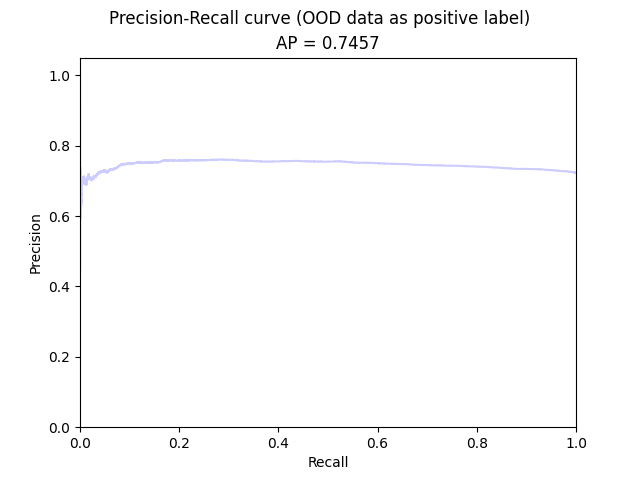 Precision-Recall curve (OOD data as positive label)
AP = 0.7457
1.0
0.8
0.6
0.4
0.2
0.0
Precision
0.0 0.2 0.4 0.6 0.8 1.0
Recall